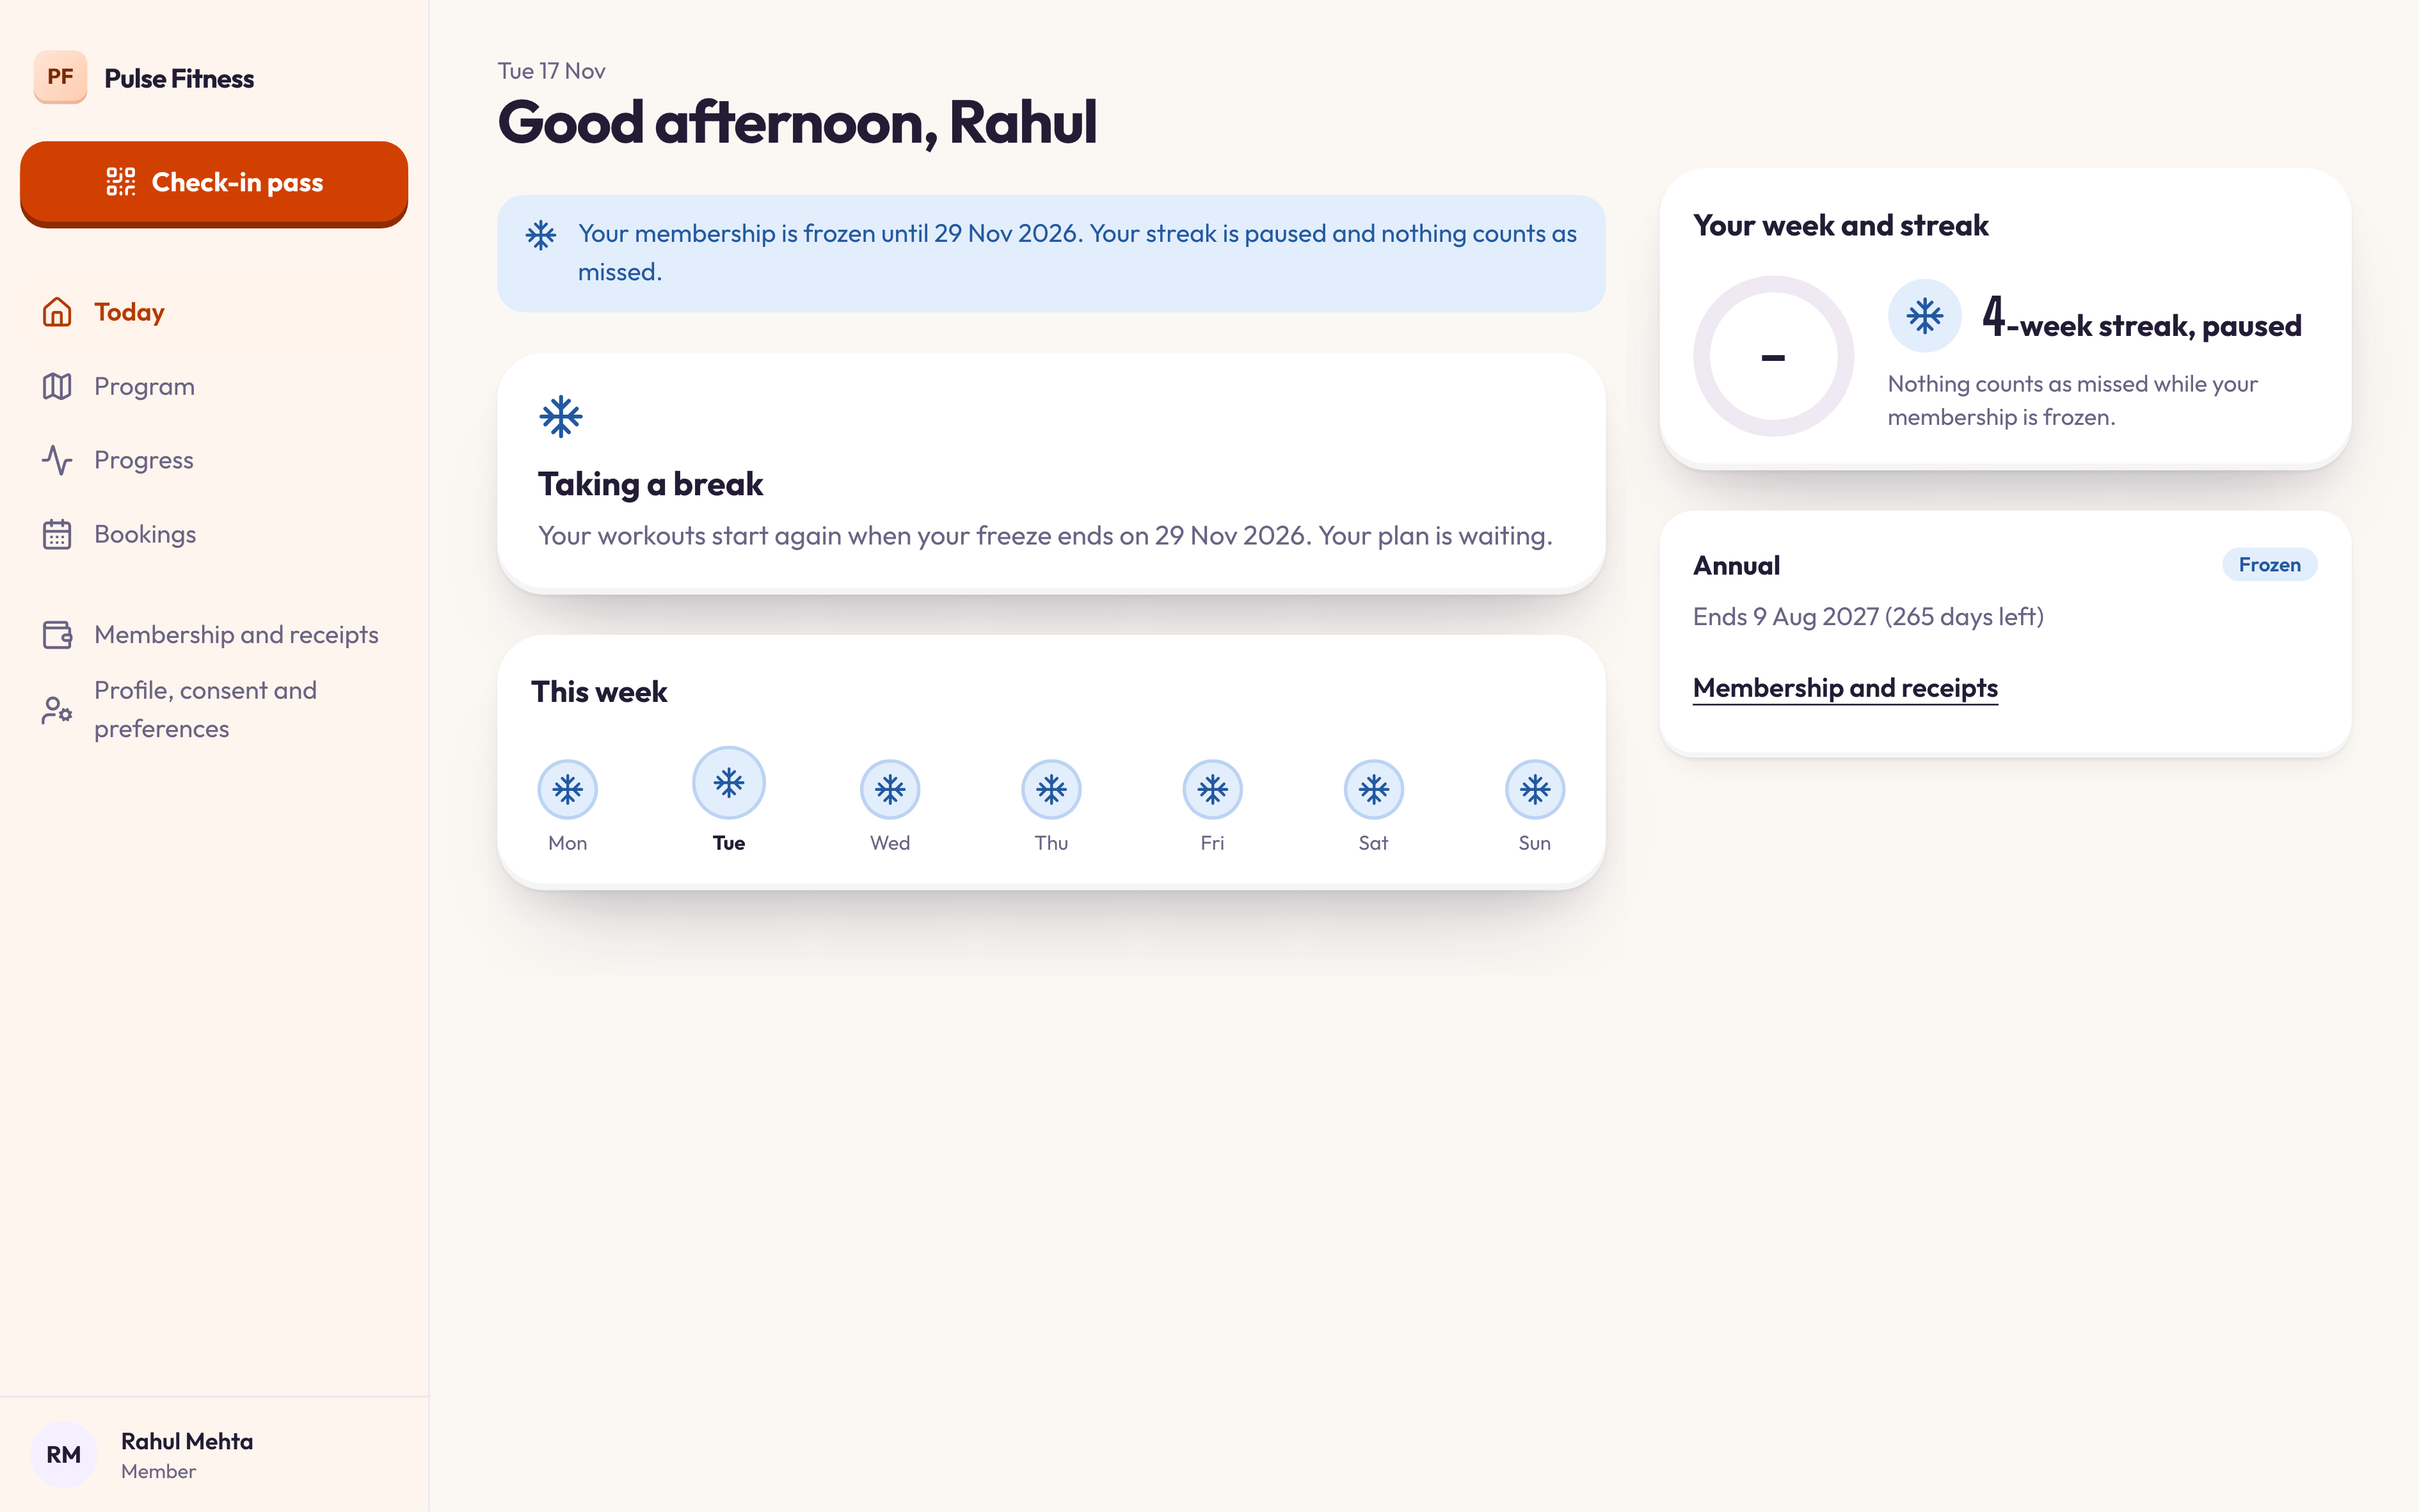 PF
Pulse Fitness
Check-in pass
Today
Program
Progress
Bookings
Membership and receipts
Profile, consent and
preferences
RM
Rahul Mehta
Member
Tue 17 Nov
Good afternoon, Rahul
Your membership is frozen until 29 Nov 2026. Your streak is paused and nothing counts as
missed.
Taking a break
Your workouts start again when your freeze ends on 29 Nov 2026. Your plan is waiting.
This week
Mon Tue Wed Thu Fri Sat Sun
Your week and streak
–
4-week streak, paused
Nothing counts as missed while your
membership is frozen.
Annual
Frozen
Ends 9 Aug 2027 (265 days left)
Membership and receipts